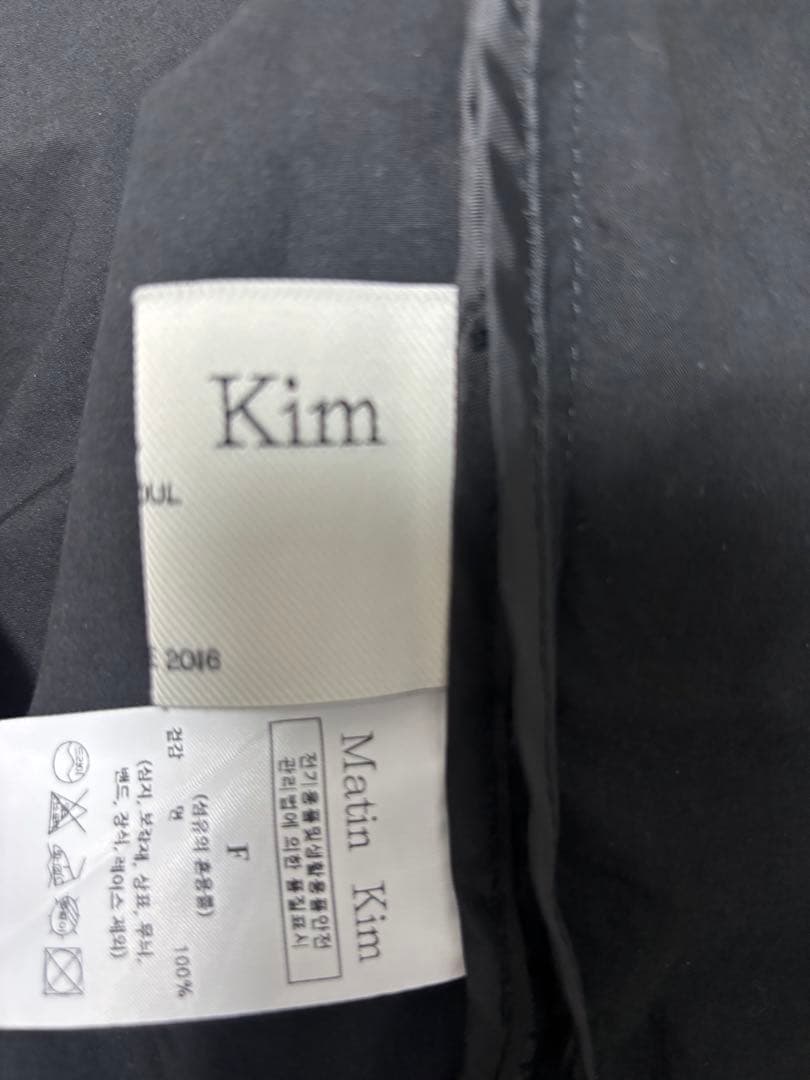 Kim
OUL
2016
Matin Kim
전기용품및생활용품안전
관리법에 의한 품질표시
F
(섬유의 혼용률)
겉감 면 100%
(심지, 보강재, 상표, 무늬,
밴드, 장식, 레이스 제외)